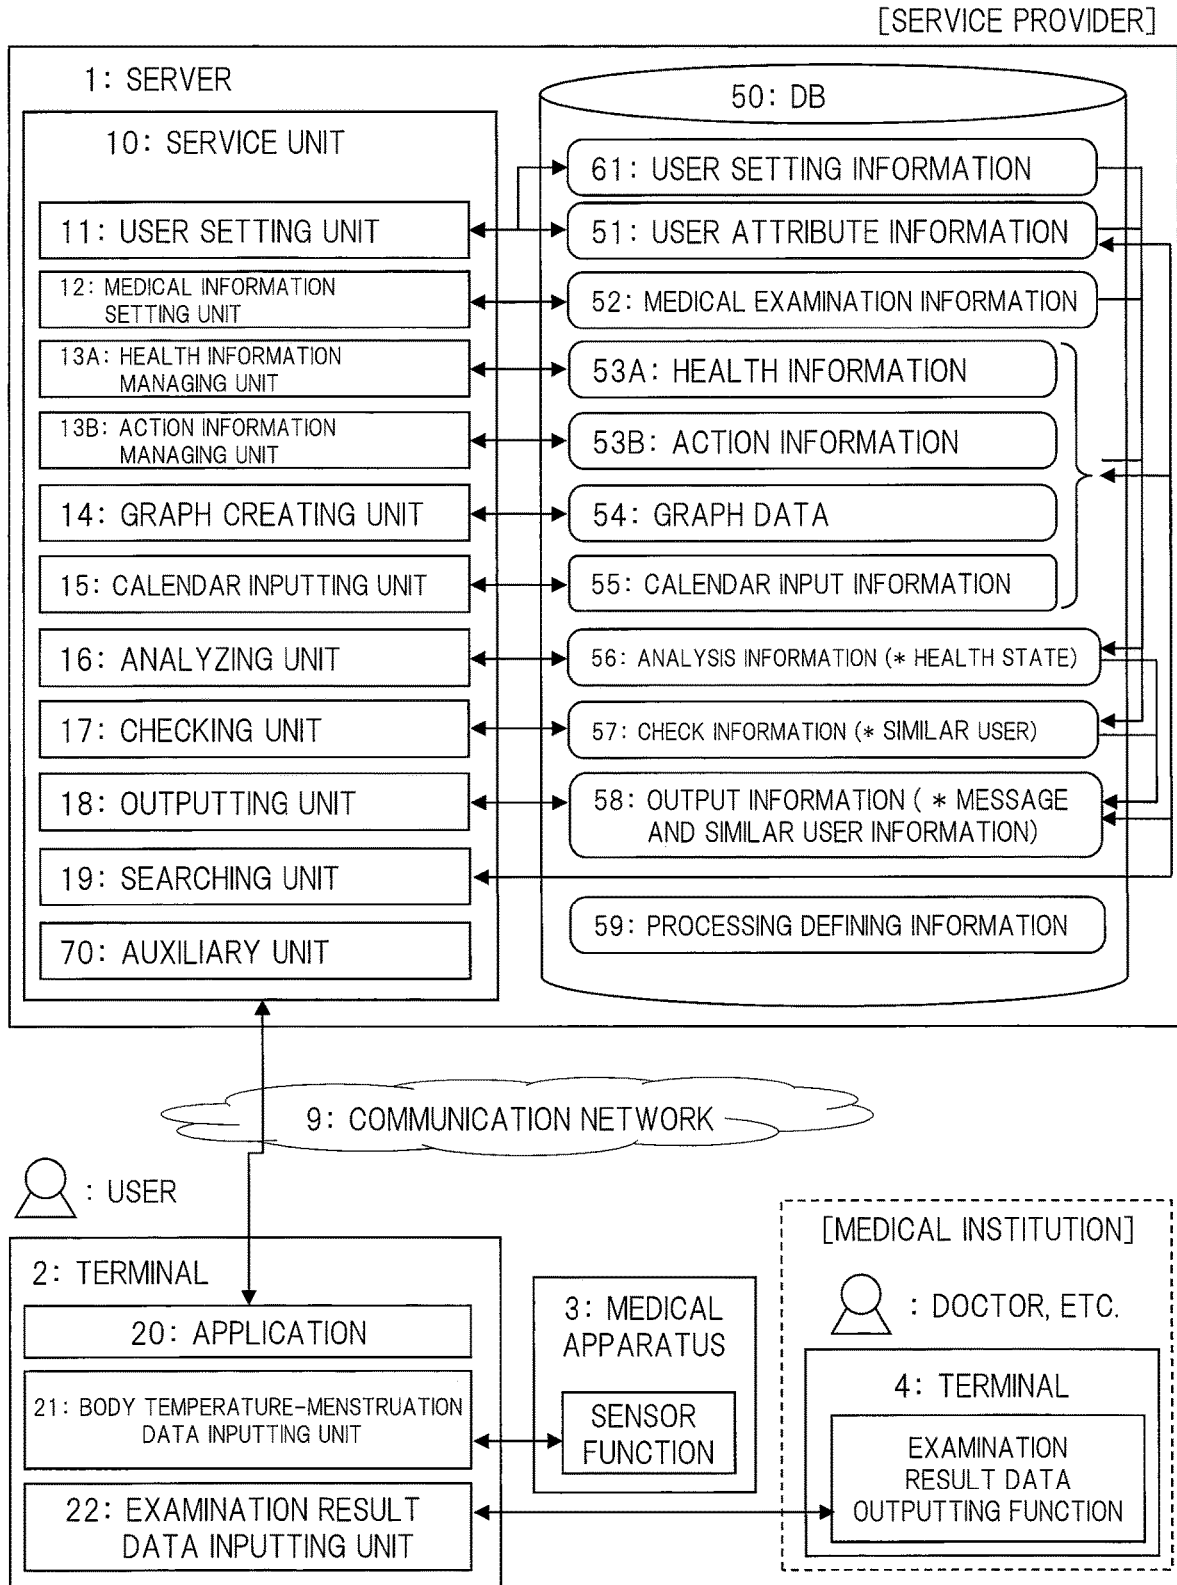 [SERVICE PROVIDER]
1: SERVER
10: SERVICE UNIT
11: USER SETTING UNIT
12: MEDICAL INFORMATION
SETTING UNIT
13A: HEALTH INFORMATION
MANAGING UNIT
13B: ACTION INFORMATION
MANAGING UNIT
14: GRAPH CREATING UNIT
15: CALENDAR INPUTTING UNIT
16: ANALYZING UNIT
17: CHECKING UNIT
18: OUTPUTTING UNIT
19: SEARCHING UNIT
70: AUXILIARY UNIT
50: DB
61: USER SETTING INFORMATION
51: USER ATTRIBUTE INFORMATION
52: MEDICAL EXAMINATION INFORMATION
53A: HEALTH INFORMATION
53B: ACTION INFORMATION
54: GRAPH DATA
55: CALENDAR INPUT INFORMATION
56: ANALYSIS INFORMATION (* HEALTH STATE)
57: CHECK INFORMATION (* SIMILAR USER)
58: OUTPUT INFORMATION ( * MESSAGE
AND SIMILAR USER INFORMATION)
59: PROCESSING DEFINING INFORMATION
9: COMMUNICATION NETWORK
: USER
2: TERMINAL
20: APPLICATION
21: BODY TEMPERATURE-MENSTRUATION
DATA INPUTTING UNIT
22: EXAMINATION RESULT
DATA INPUTTING UNIT
3: MEDICAL
APPARATUS
SENSOR
FUNCTION
[MEDICAL INSTITUTION]
: DOCTOR, ETC.
4: TERMINAL
EXAMINATION
RESULT DATA
OUTPUTTING FUNCTION